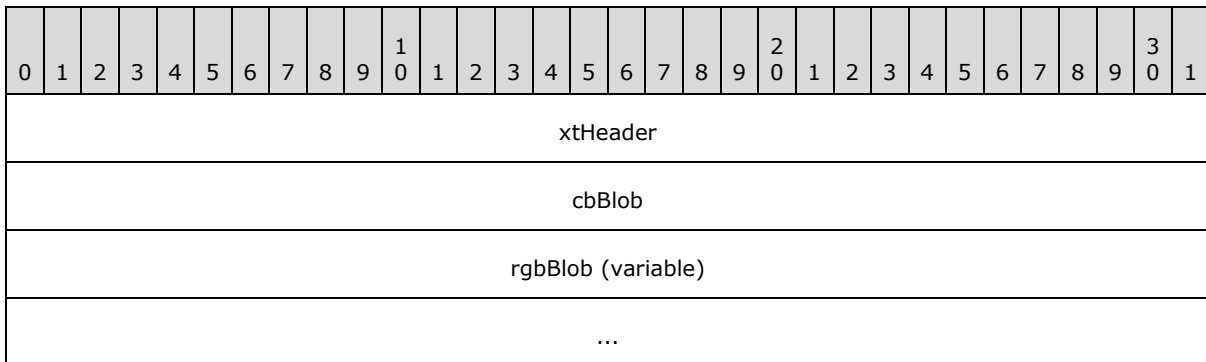 1 2 3
0 1 2 3 4 5 6 7 8 9 0 1 2 3 4 5 6 7 8 9 0 1 2 3 4 5 6 7 8 9 0 1
xtHeader
cbBlob
rgbBlob (variable)
...